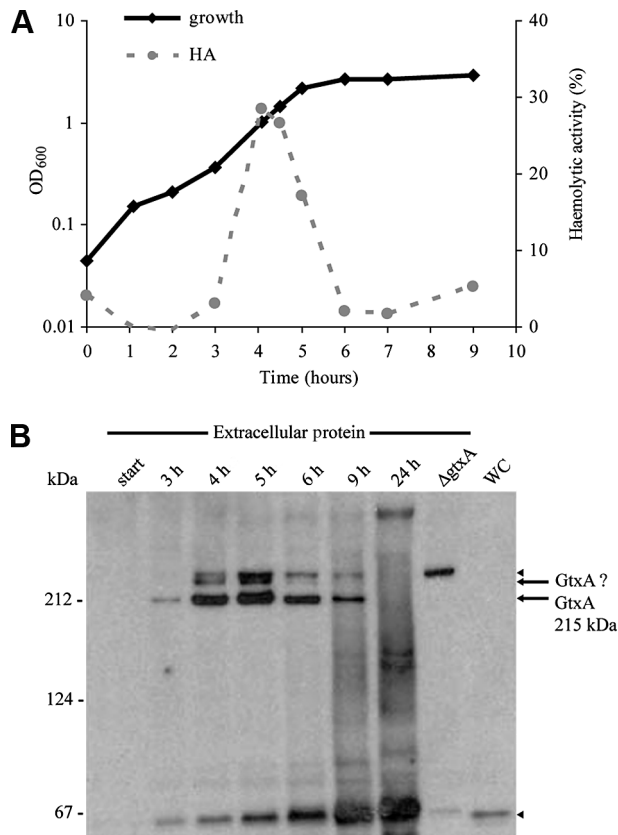 A
growth
HA
10
1
0.1
0.01
OD600
40
30
20
10
0
Haemolytic activity (%)
0 1 2 3 4 5 6 7 8 9 10
Time (hours)
B
Extracellular protein
kDa
start 3 h 4 h 5 h 6 h 9 h 24 h ΔgtxA WC
GtxA ?
212 -
GtxA
215 kDa
124 -
67 -